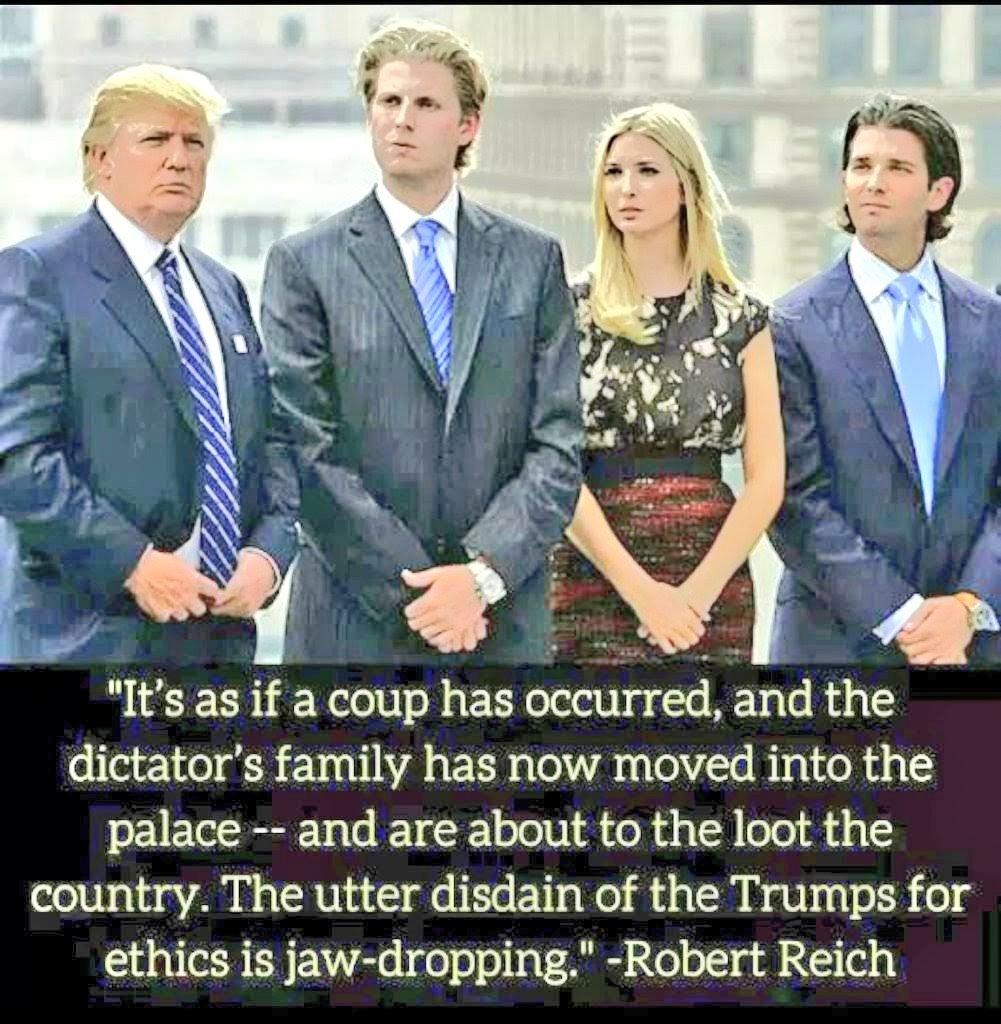 "It’s as if a coup has occurred, and the
dictator’s family has now moved into the
palace -- and are about to the loot the
country. The utter disdain of the Trumps for
ethics is jaw-dropping." -Robert Reich